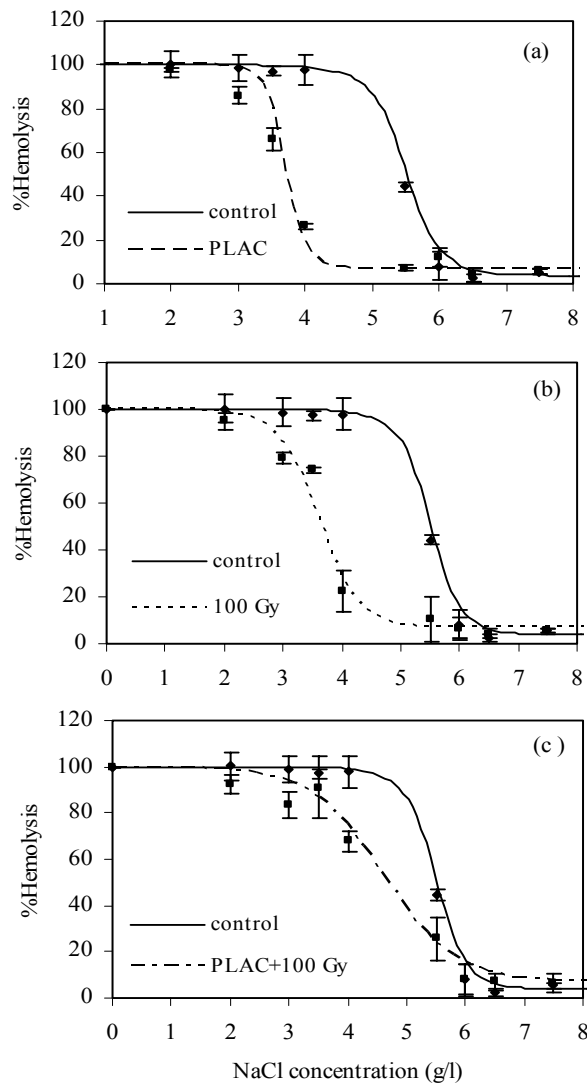 120
(a)
100
80
60
%Hemolysis
40
control
20
PLAC
0
1 2 3 4 5 6 7 8
120
(b)
100
80
60
%Hemolysis
40
control
20
100 Gy
0
0 1 2 3 4 5 6 7 8
120
(c )
100
80
60
%Hemolysis
40
control
20
PLAC+100 Gy
0
0 1 2 3 4 5 6 7 8
NaCl concentration (g/l)